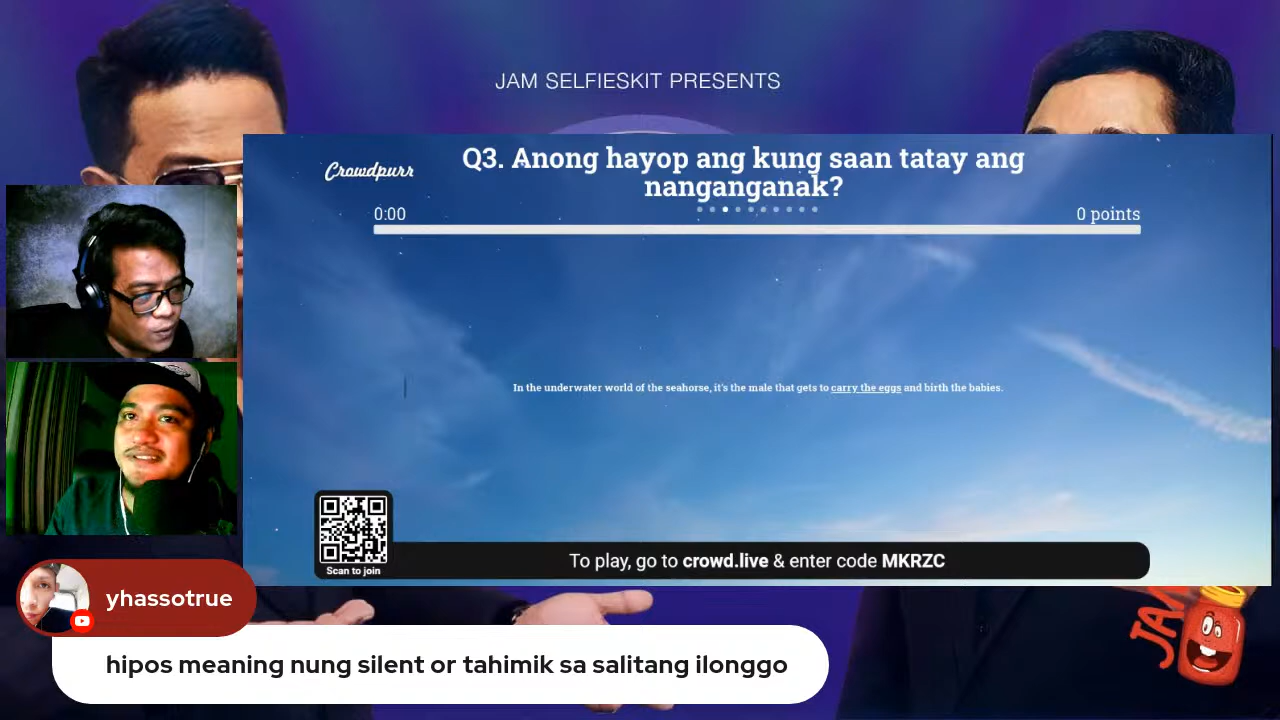 JAM SELFIESKIT PRESENTS
Crowdpurr
Q3. Anong hayop ang kung saan tatay ang
nanganganak?
0:00
0 points
In the underwater world of the seahorse, it's the male that gets to carry the eggs and birth the babies.
Scan to join
To play, go to crowd.live & enter code MKRZC
yhassotrue
hipos meaning nung silent or tahimik sa salitang ilonggo
JAM